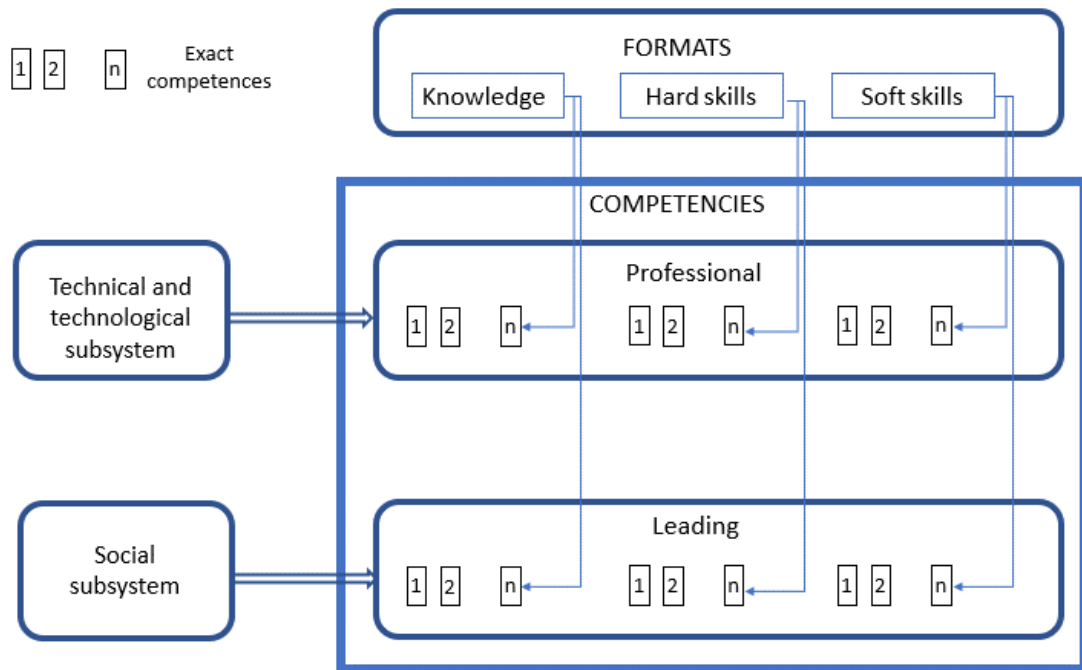 FORMATS
1 2 n Exact
competences
Knowledge Hard skills Soft skills
COMPETENCIES
Technical and
technological
subsystem
Professional
1 2 n 1 2 n 1 2 n
Social
subsystem
Leading
1 2 n 1 2 n 1 2 n